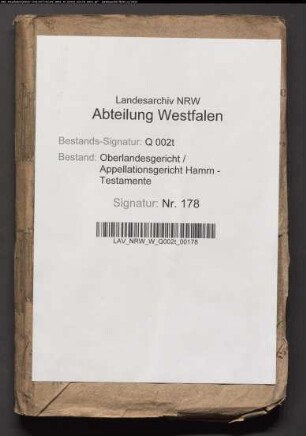 Landesarchiv NRW
Abteilung Westfalen
Bestands-Signatur: Q 002t
Bestand: Oberlandesgericht /
Appellationsgericht Hamm -
Testamente
Signatur: Nr. 178
LAV_NRW_W_Q002t_00178